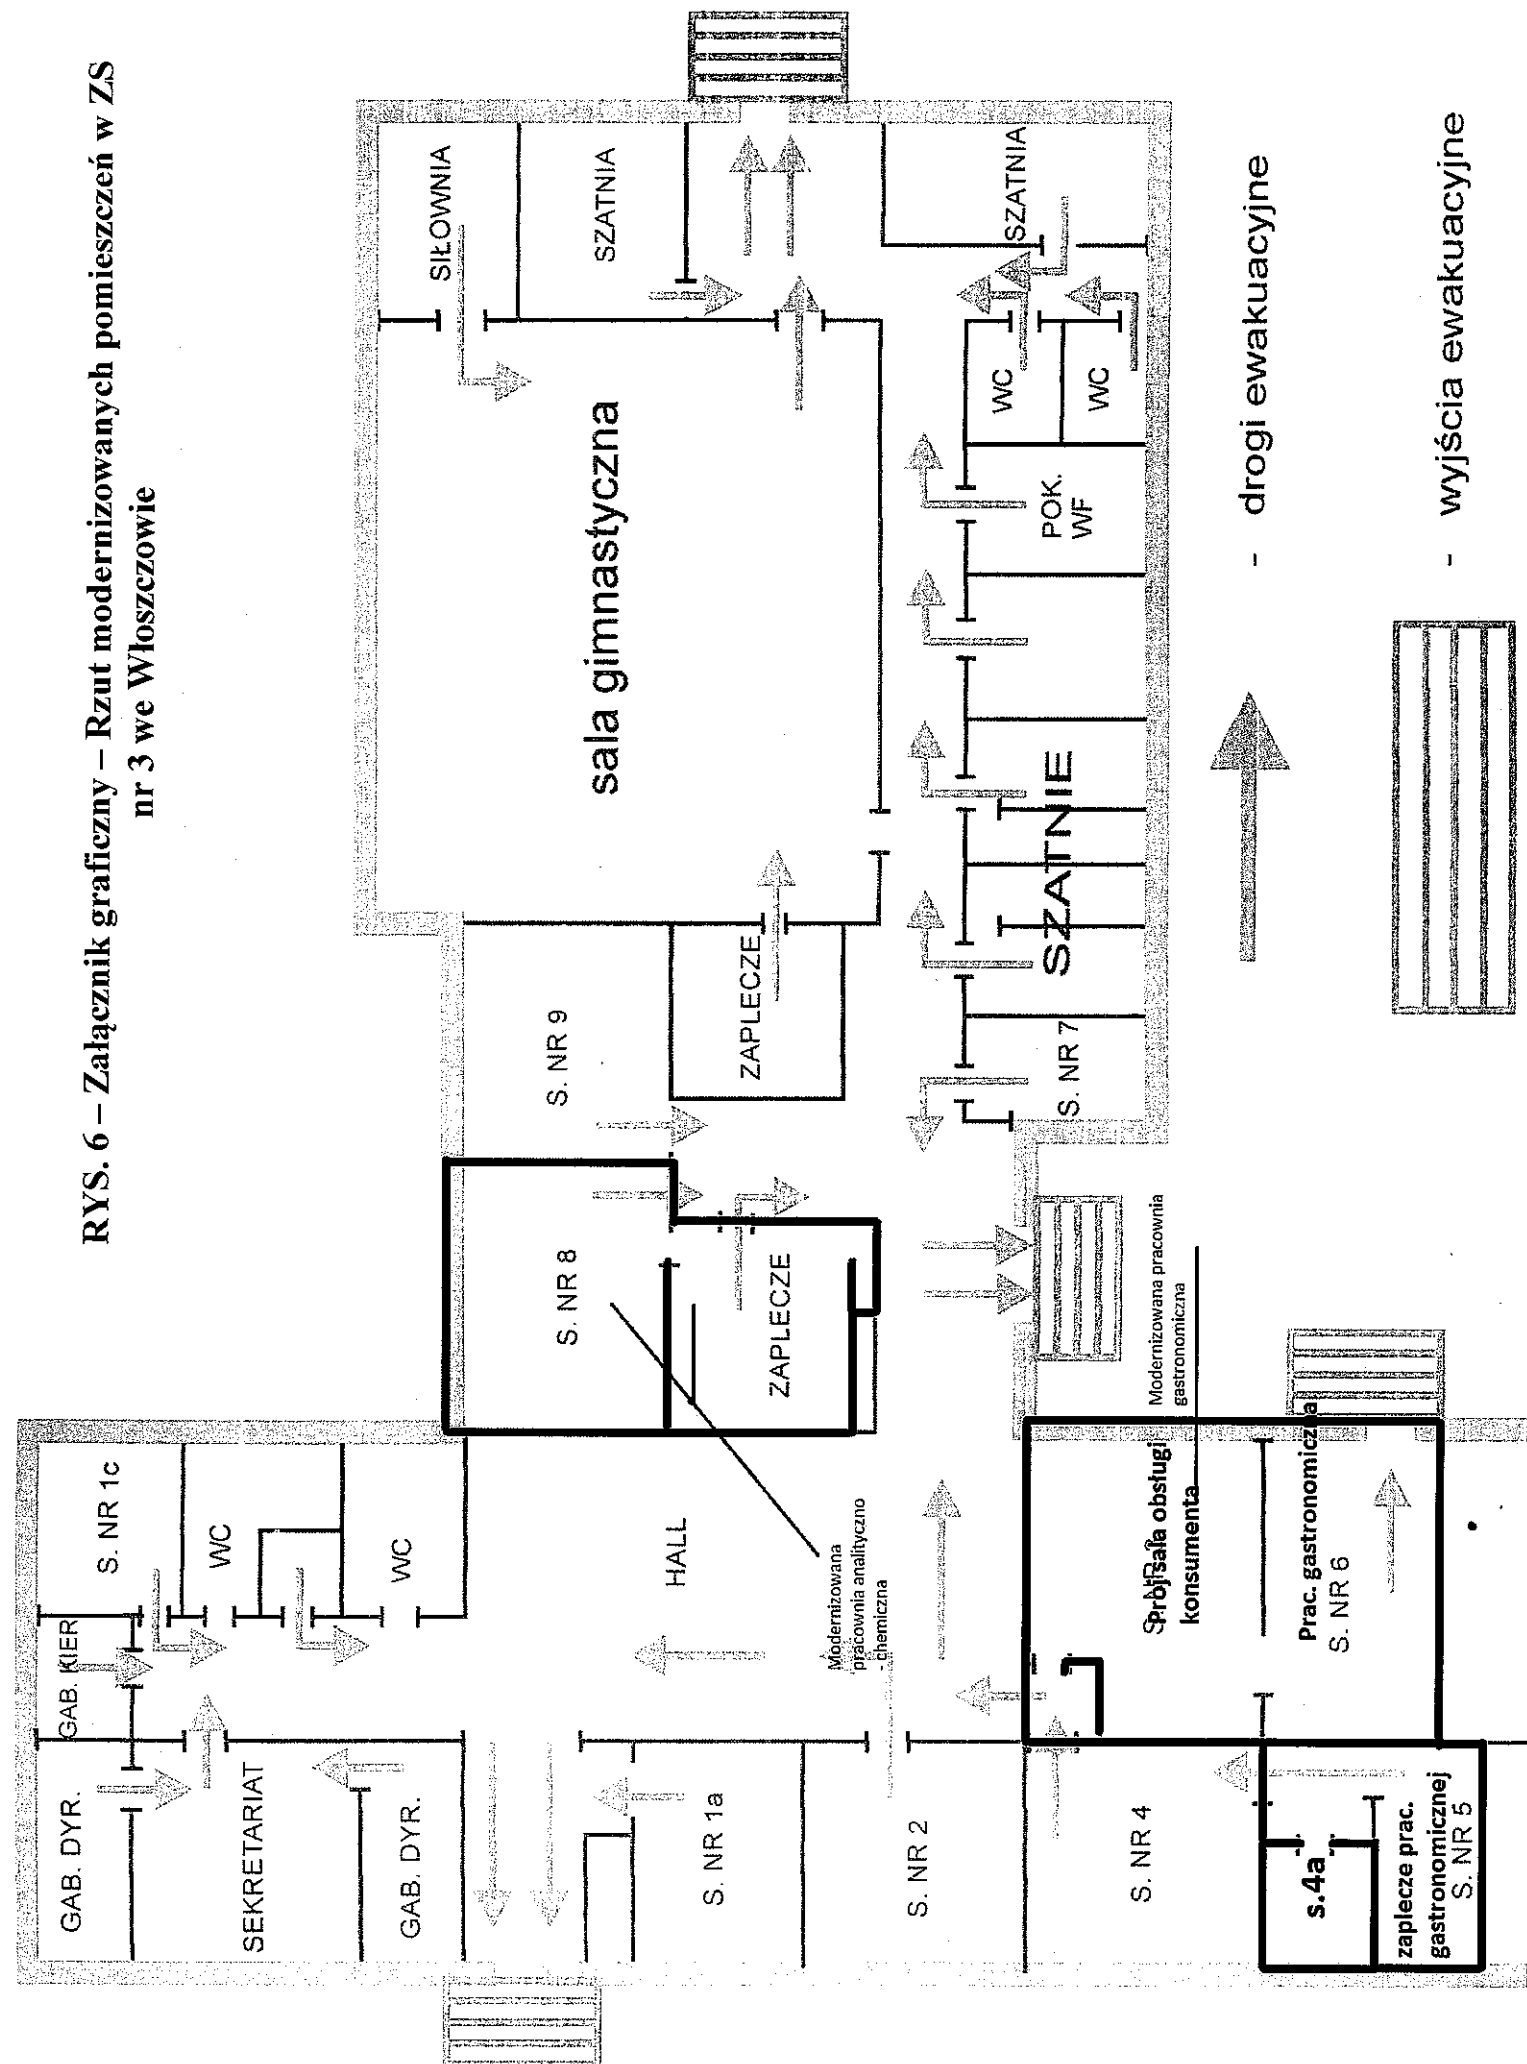 RYS. 6 – Załącznik graficzny – Rzut modernizowanych pomieszczeń w ZS
nr 3 we Włoszczowie
GAB. DYR.
GAB. KIER
S. NR 1c
SEKRETARIAT
WC
GAB. DYR.
WC
HALL
S. NR 1a
S. NR 2
S. NR 4
s.4a
zaplecze prac.
gastronomicznej
S. NR 5
Proj sala obsługi
konsumenta
Prac. gastronomiczna
S. NR 6
Modernizowana
pracownia analityczno
- chemiczna
Modernizowana pracownia
gastronomiczna
S. NR 8
ZAPLECZE
S. NR 9
ZAPLECZE
S. NR 7
SZATNIE
sala gimnastyczna
POK.
WF
WC
WC
SIŁOWNIA
SZATNIA
SZATNIA
- drogi ewakuacyjne
- wyjścia ewakuacyjne